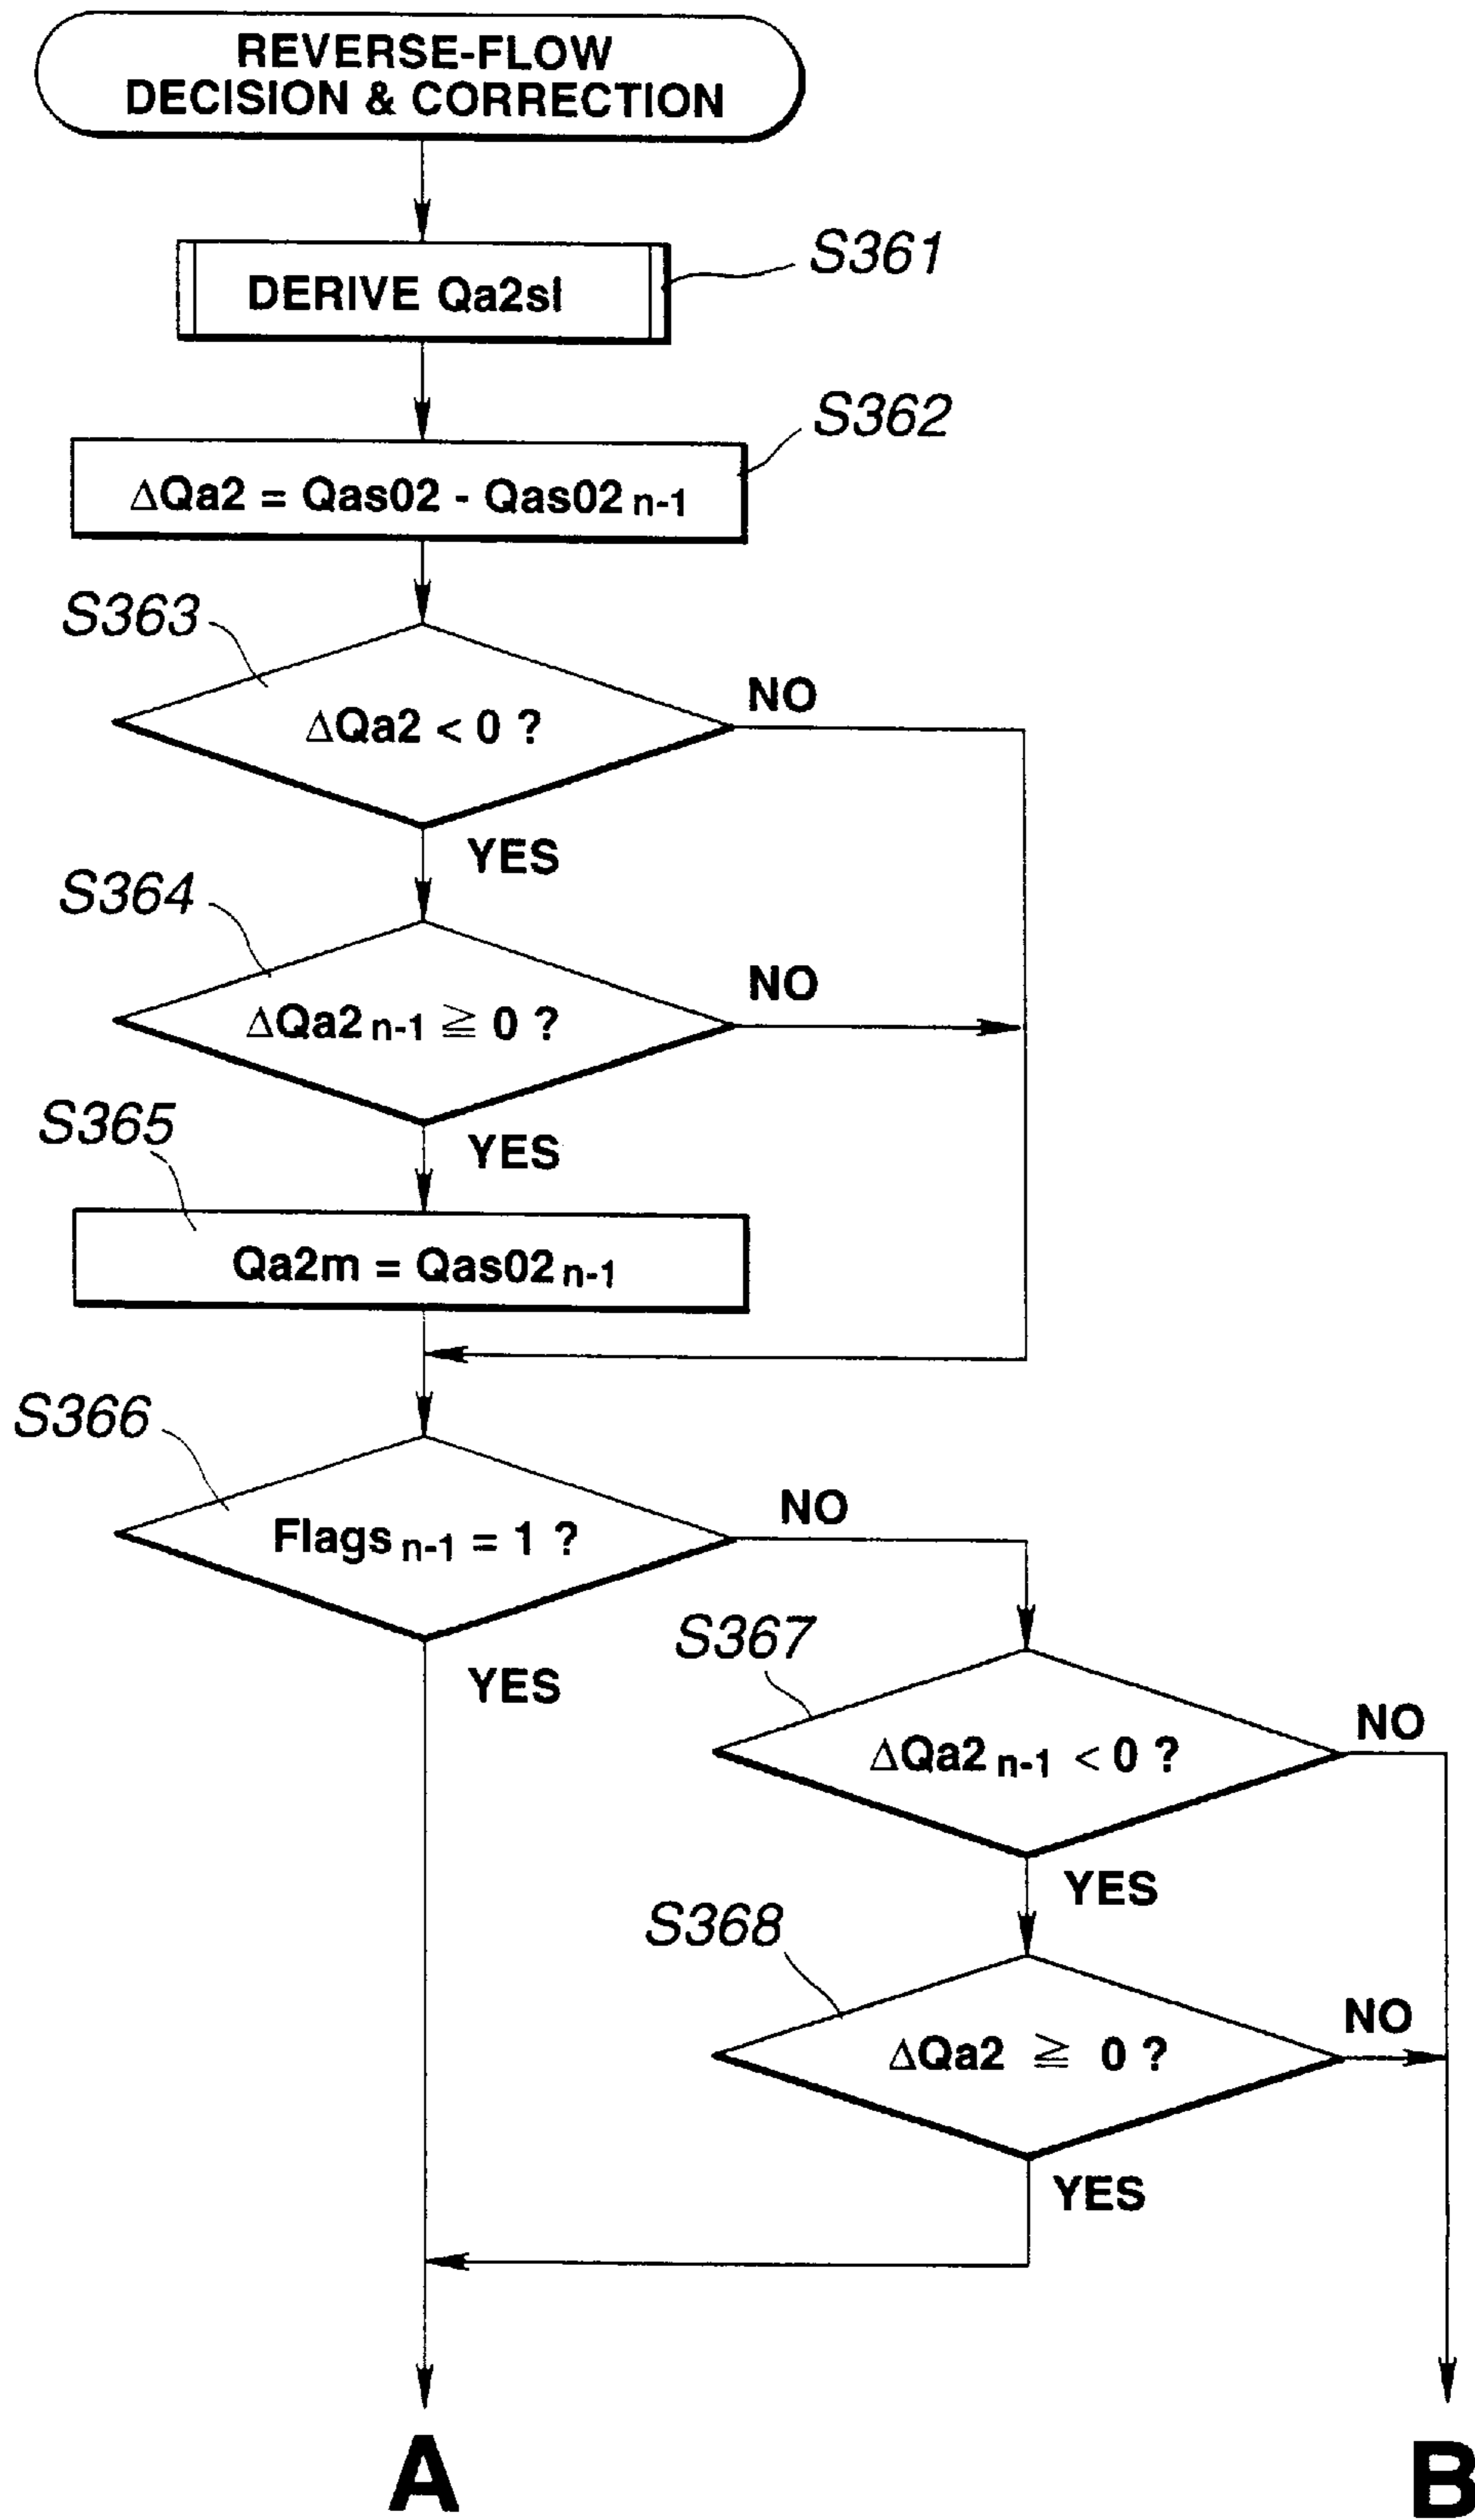 REVERSE-FLOW
DECISION & CORRECTION
S361
DERIVE Qa2sl
S362
ΔQa2 = Qas02 - Qas02 n-1
S363
ΔQa2 < 0 ?
NO
YES
S364
ΔQa2 n-1 ≧ 0 ?
NO
YES
S365
Qa2m = Qas02 n-1
S366
Flags n-1 = 1 ?
NO
YES
S367
ΔQa2 n-1 < 0 ?
NO
YES
S368
ΔQa2 ≧ 0 ?
NO
YES
A
B